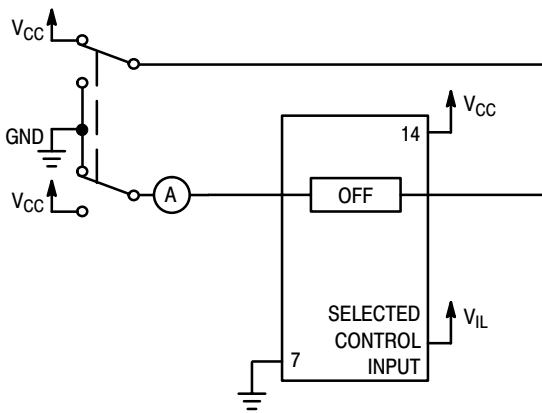 VCC
VCC
14
GND
VCC
A
OFF
SELECTED
CONTROL
INPUT
VIL
7